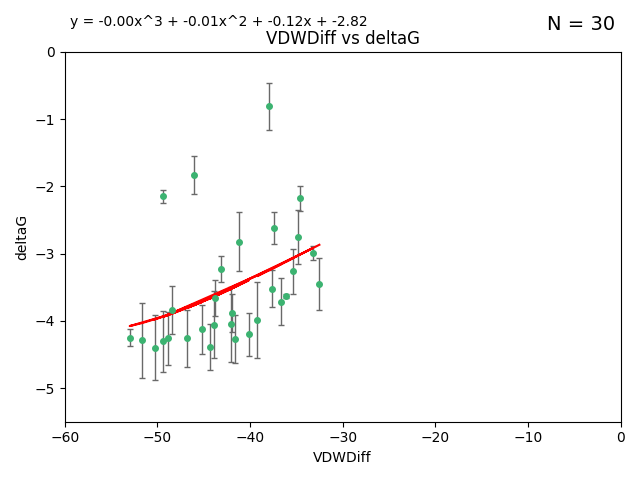 y = -0.00x^3 + -0.01x^2 + -0.12x + -2.82
N = 30
VDWDiff vs deltaG
0
−1
−2
−3
−4
−5
deltaG
−60 −50 −40 −30 −20 −10 0
VDWDiff